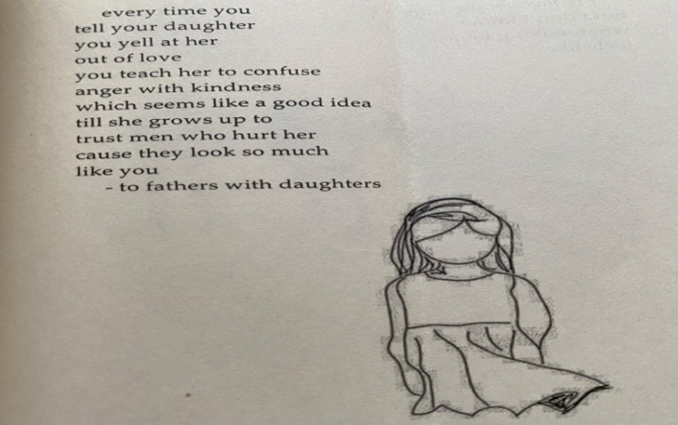 every time you
tell your daughter
you yell at her
out of love
you teach her to confuse
anger with kindness
which seems like a good idea
till she grows up to
trust men who hurt her
cause they look so much
like you
- to fathers with daughters